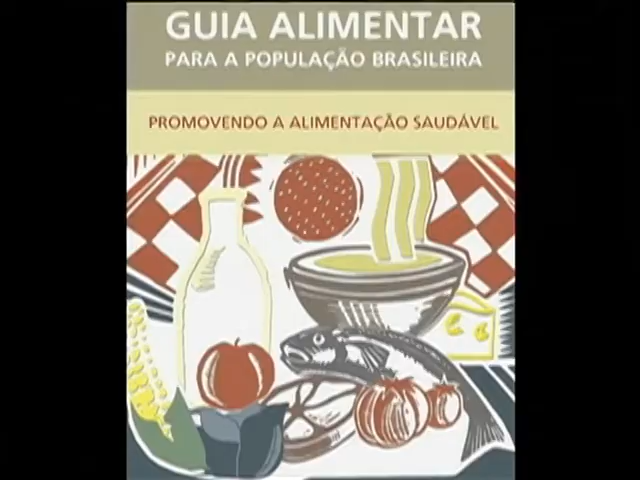 GUIA ALIMENTAR
PARA A POPULAÇÃO BRASILEIRA
PROMOVENDO A ALIMENTAÇÃO SAUDÁVEL